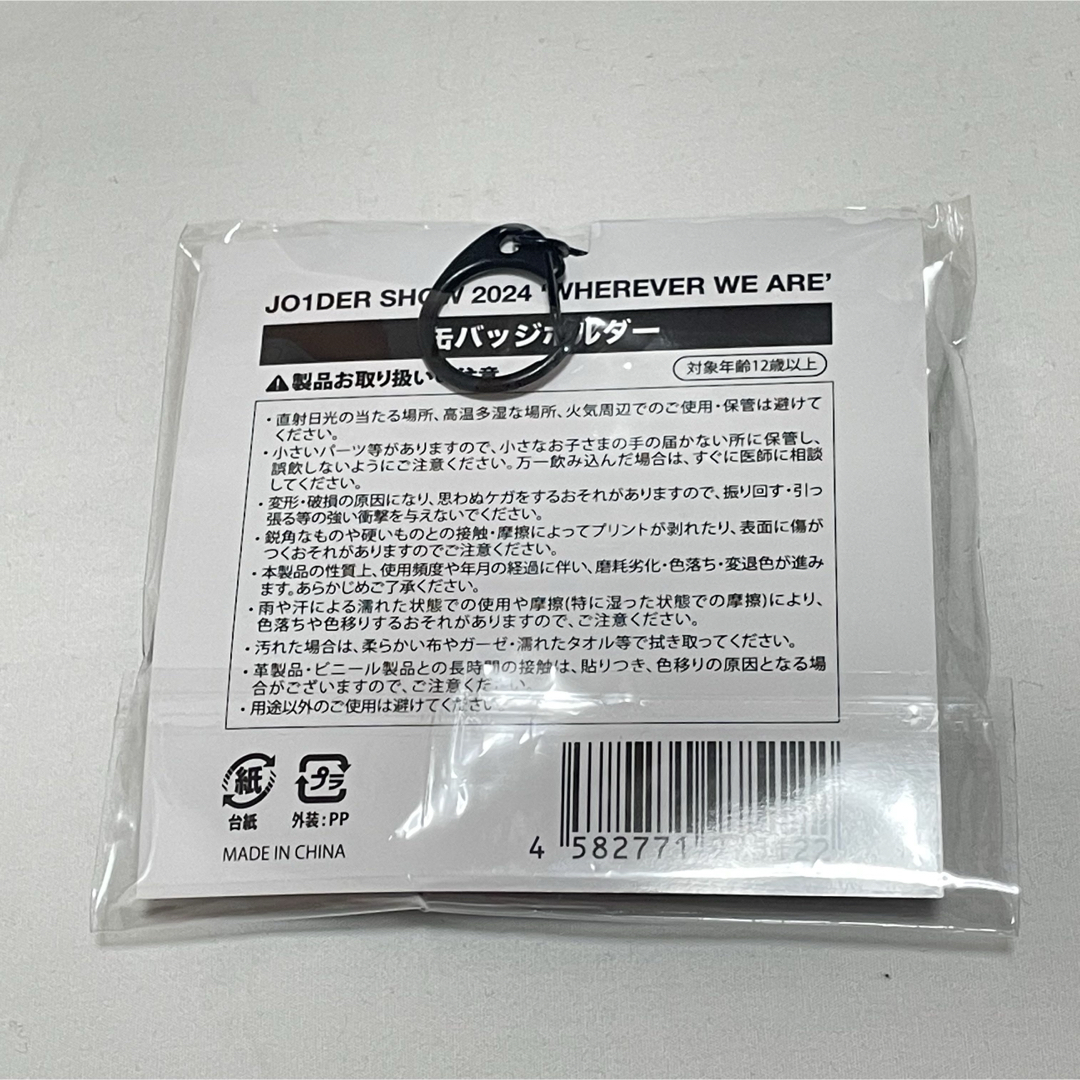 JO1DER SHOW 2024 'WHEREVER WE ARE'
缶バッジホルダー
製品お取り扱い 注意
対象年齢12歳以上
・直射日光の当たる場所、高温多湿な場所、火気周辺でのご使用・保管は避けて
ください。
・小さいパーツ等がありますので、小さなお子さまの手の届かない所に保管し、
誤飲しないようにご注意ください。万一飲み込んだ場合は、すぐに医師に相談
してください。
・変形・破損の原因になり、思わぬケガをするおそれがありますので、振り回す・引っ
張る等の強い衝撃を与えないでください。
・鋭角なものや硬いものとの接触・摩擦によってプリントが剥れたり、表面に傷が
つくおそれがありますのでご注意ください。
・本製品の性質上、使用頻度や年月の経過に伴い、磨耗劣化・色落ち・変退色が進み
ます。あらかじめご了承ください。
・雨や汗による濡れた状態での使用や摩擦(特に湿った状態での摩擦)により、
色落ちや色移りするおそれがありますので、ご注意ください。
・汚れた場合は、柔らかい布やガーゼ・濡れたタオル等で拭き取ってください。
・革製品・ビニール製品との長時間の接触は、貼りつき、色移りの原因となる場
合がございますので、ご注意ください。
・用途以外のご使用は避けてください
紙
プラ
台紙
外装:PP
MADE IN CHINA
4 582771